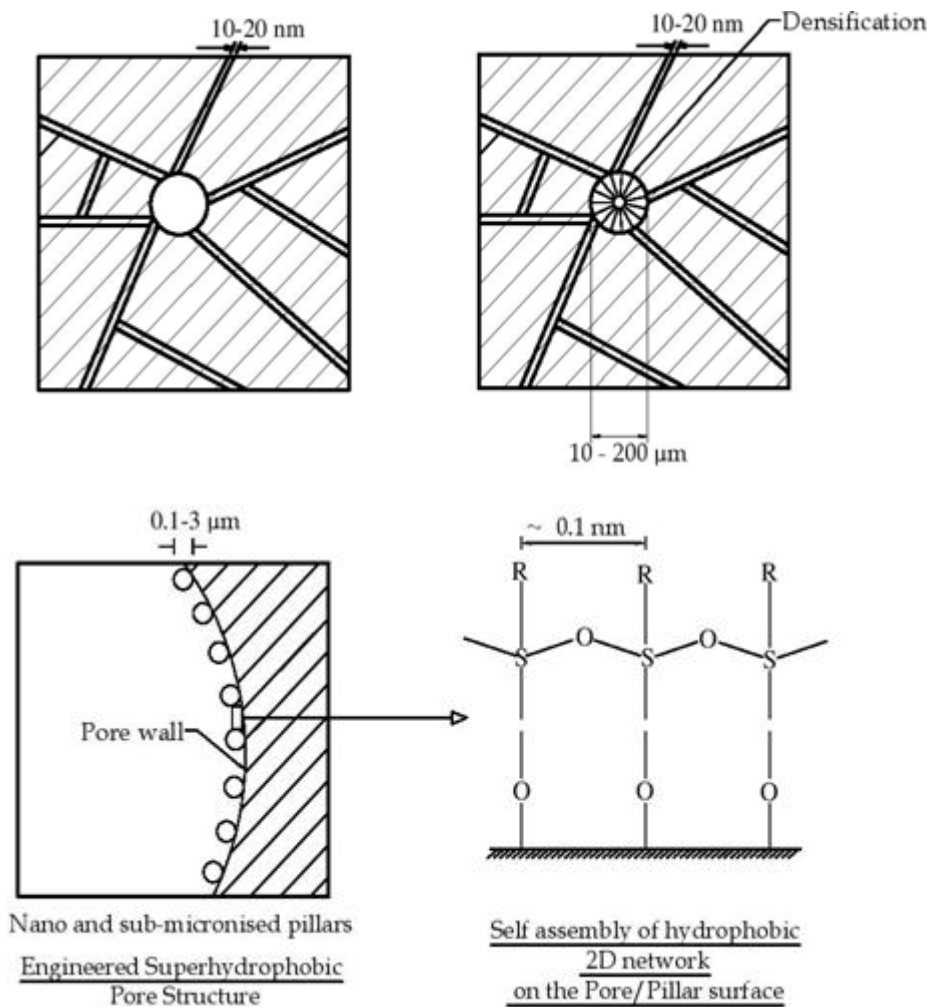 10-20 nm
10-20 nm
Densification
10 - 200 µm
0.1-3 µm
Pore wall
Nano and sub-micronised pillars
Engineered Superhydrophobic
Pore Structure
~ 0.1 nm
R R R
O O
S S S
O O O
Self assembly of hydrophobic
2D network
on the Pore/Pillar surface